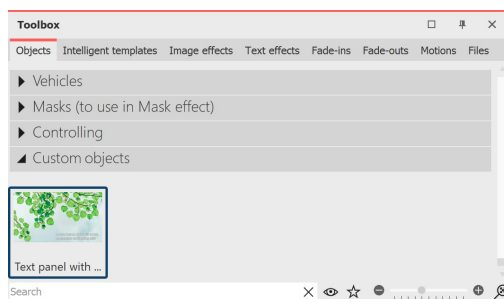 Toolbox
Objects Intelligent templates Image effects Text effects Fade-ins Fade-outs Motions Files
Vehicles
Masks (to use in Mask effect)
Controlling
Custom objects
Text panel with ...
Search